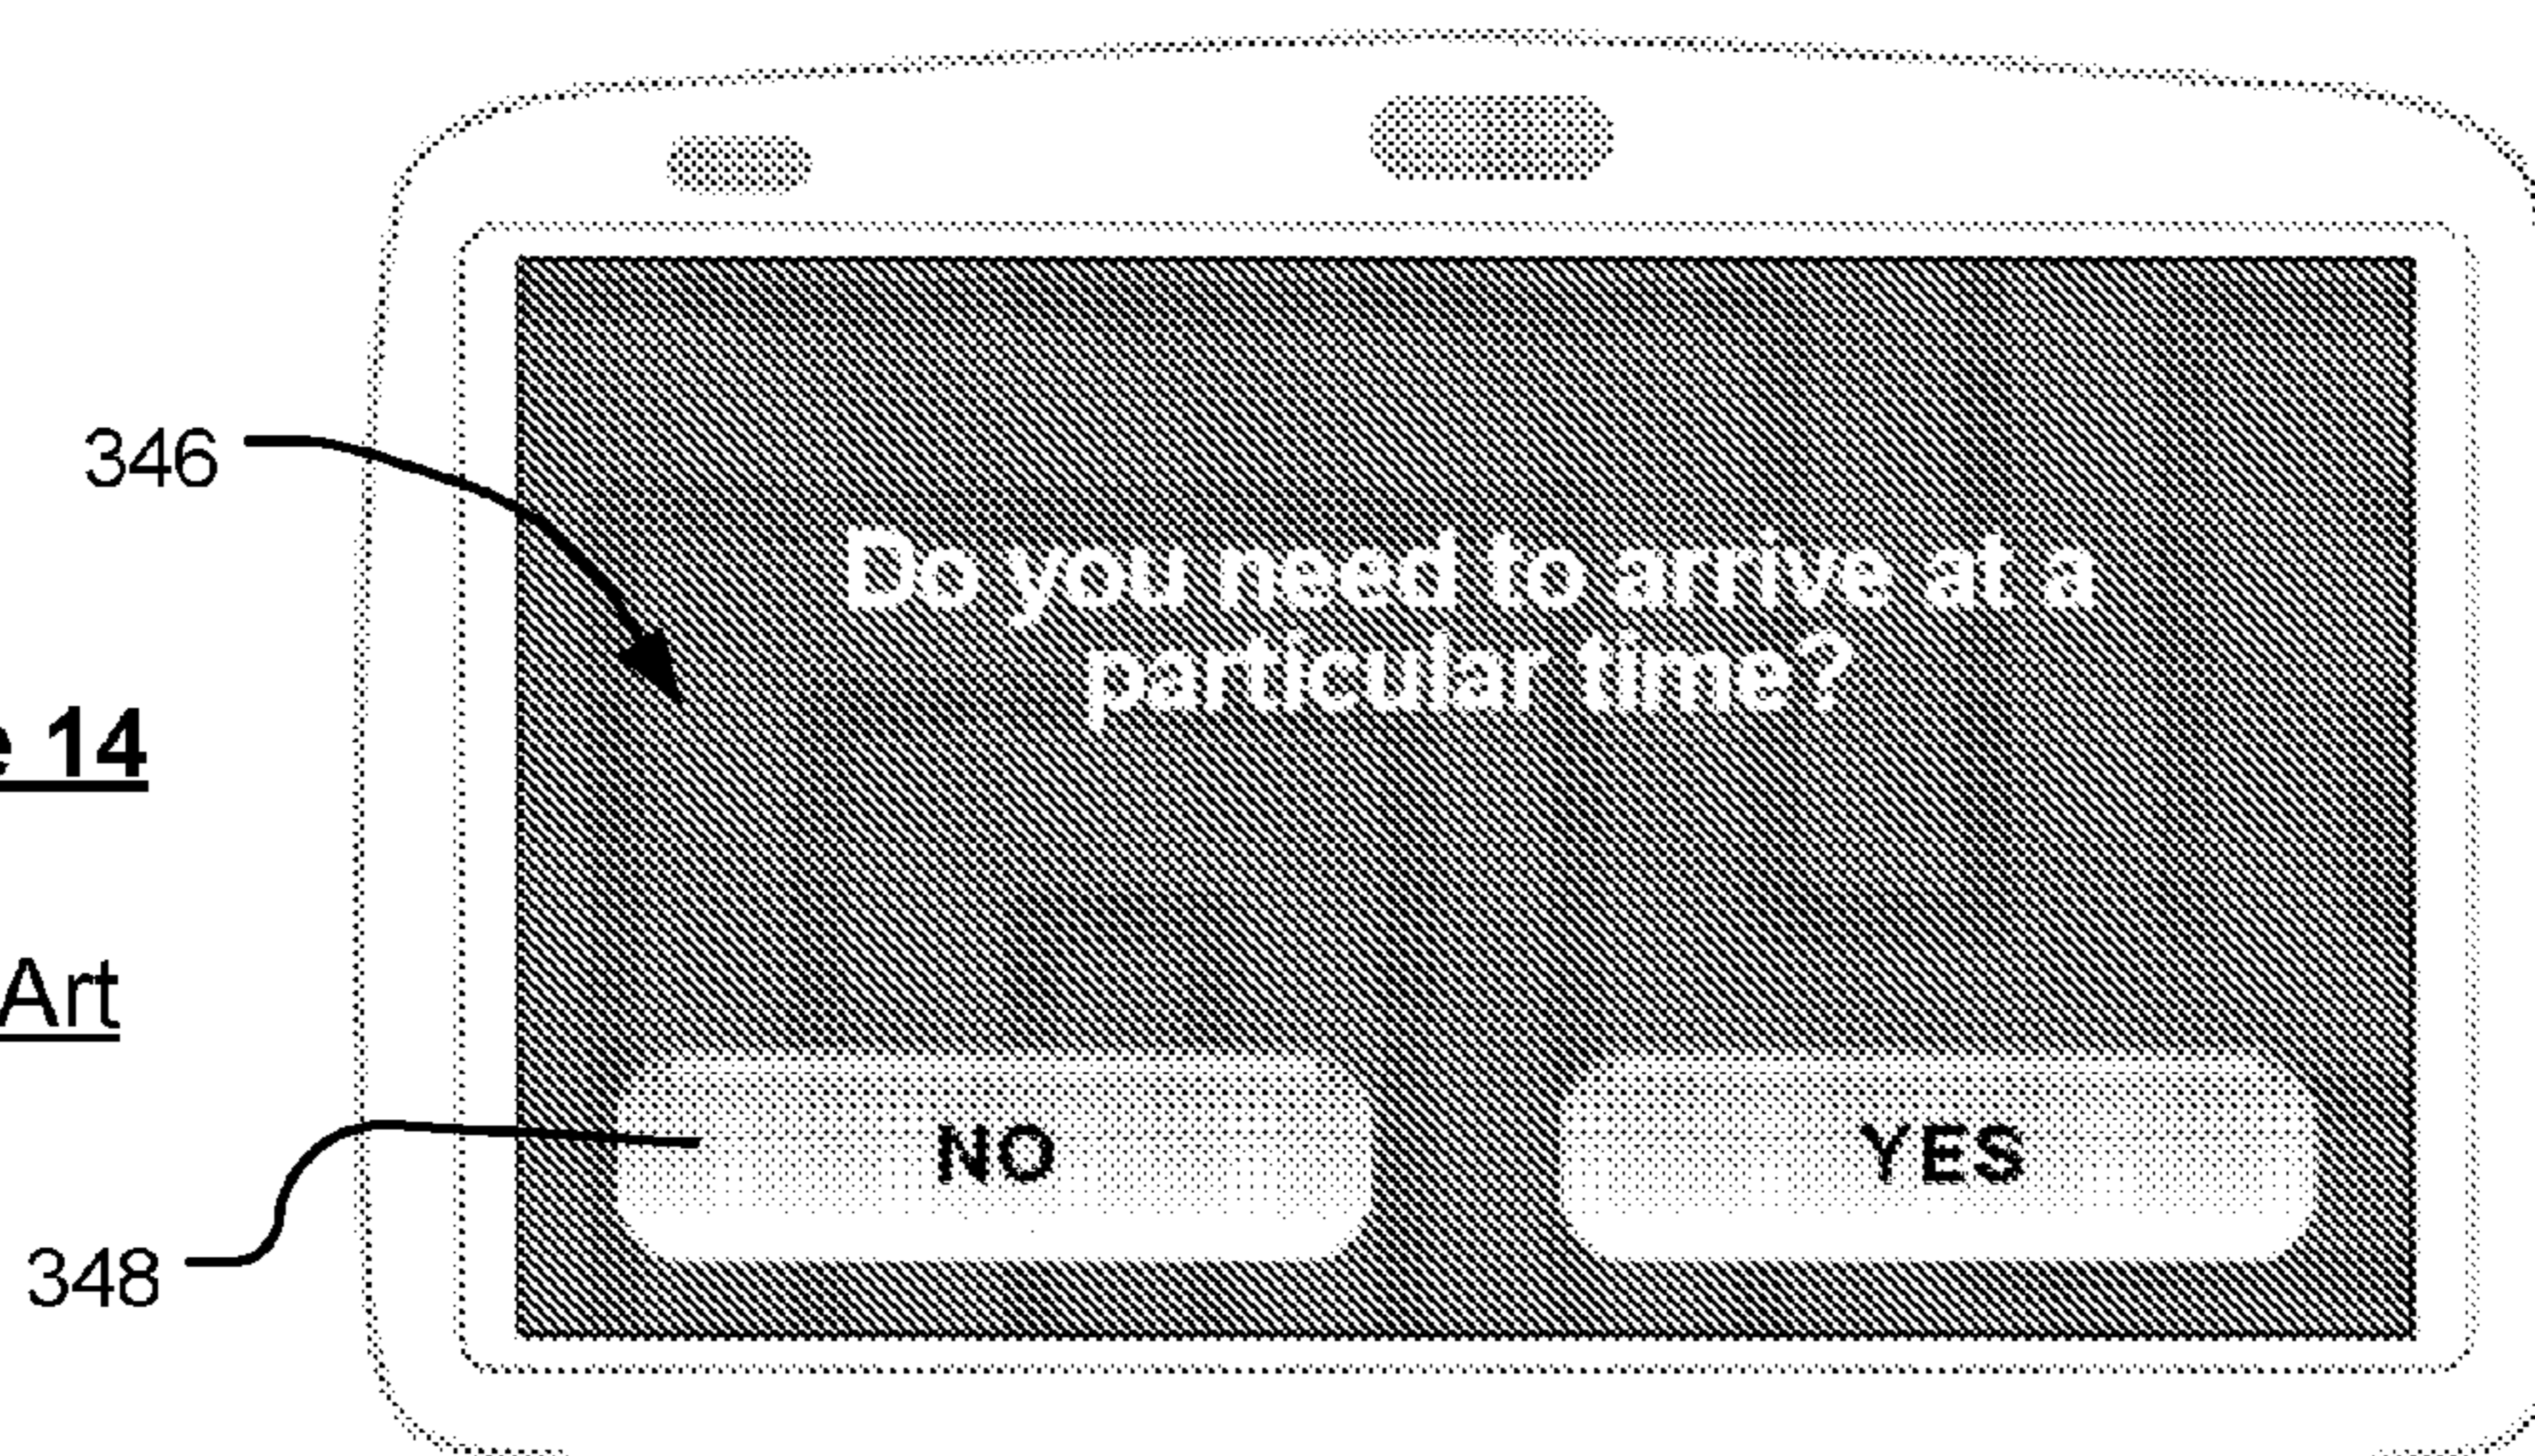 346
Do you need to arrive at a
particular time?
14
Art
NO
YES
348